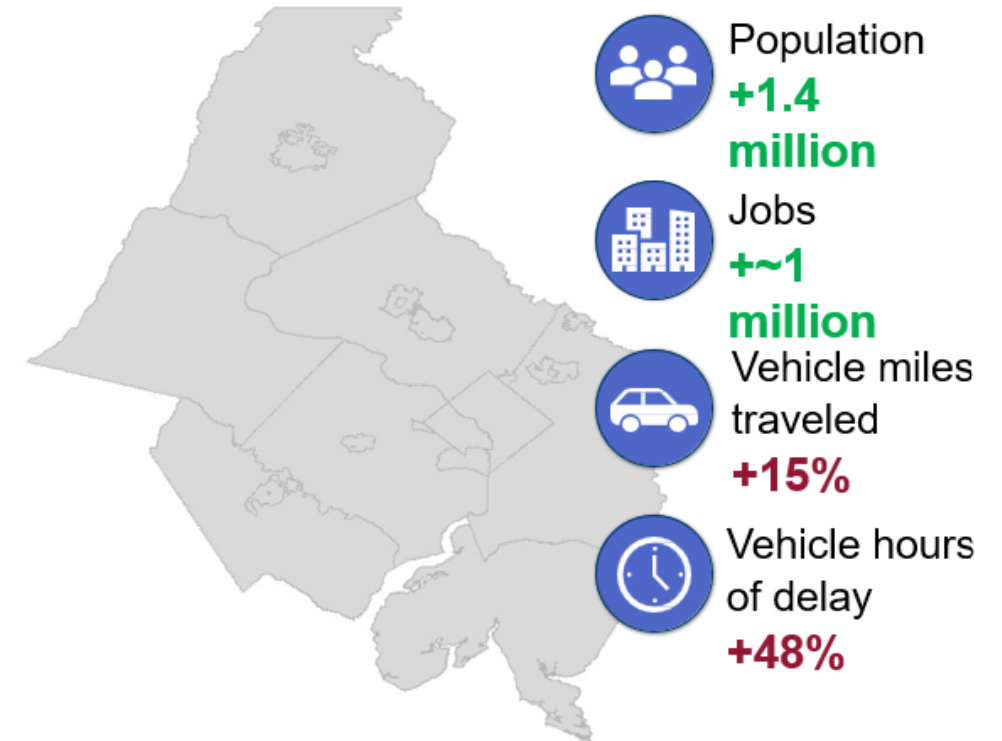 Population
+1.4
million
Jobs
+~1
million
Vehicle miles
traveled
+15%
Vehicle hours
of delay
+48%